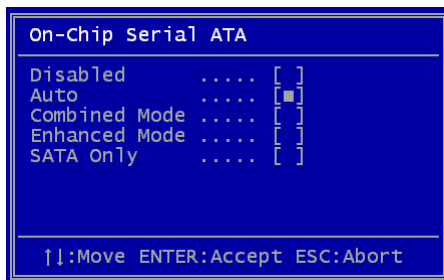 On-Chip Serial ATA
Disabled ..... [ ]
Auto ..... [■]
Combined Mode ..... [ ]
Enhanced Mode ..... [ ]
SATA Only ..... [ ]
↑↓:Move ENTER:Accept ESC:Abort